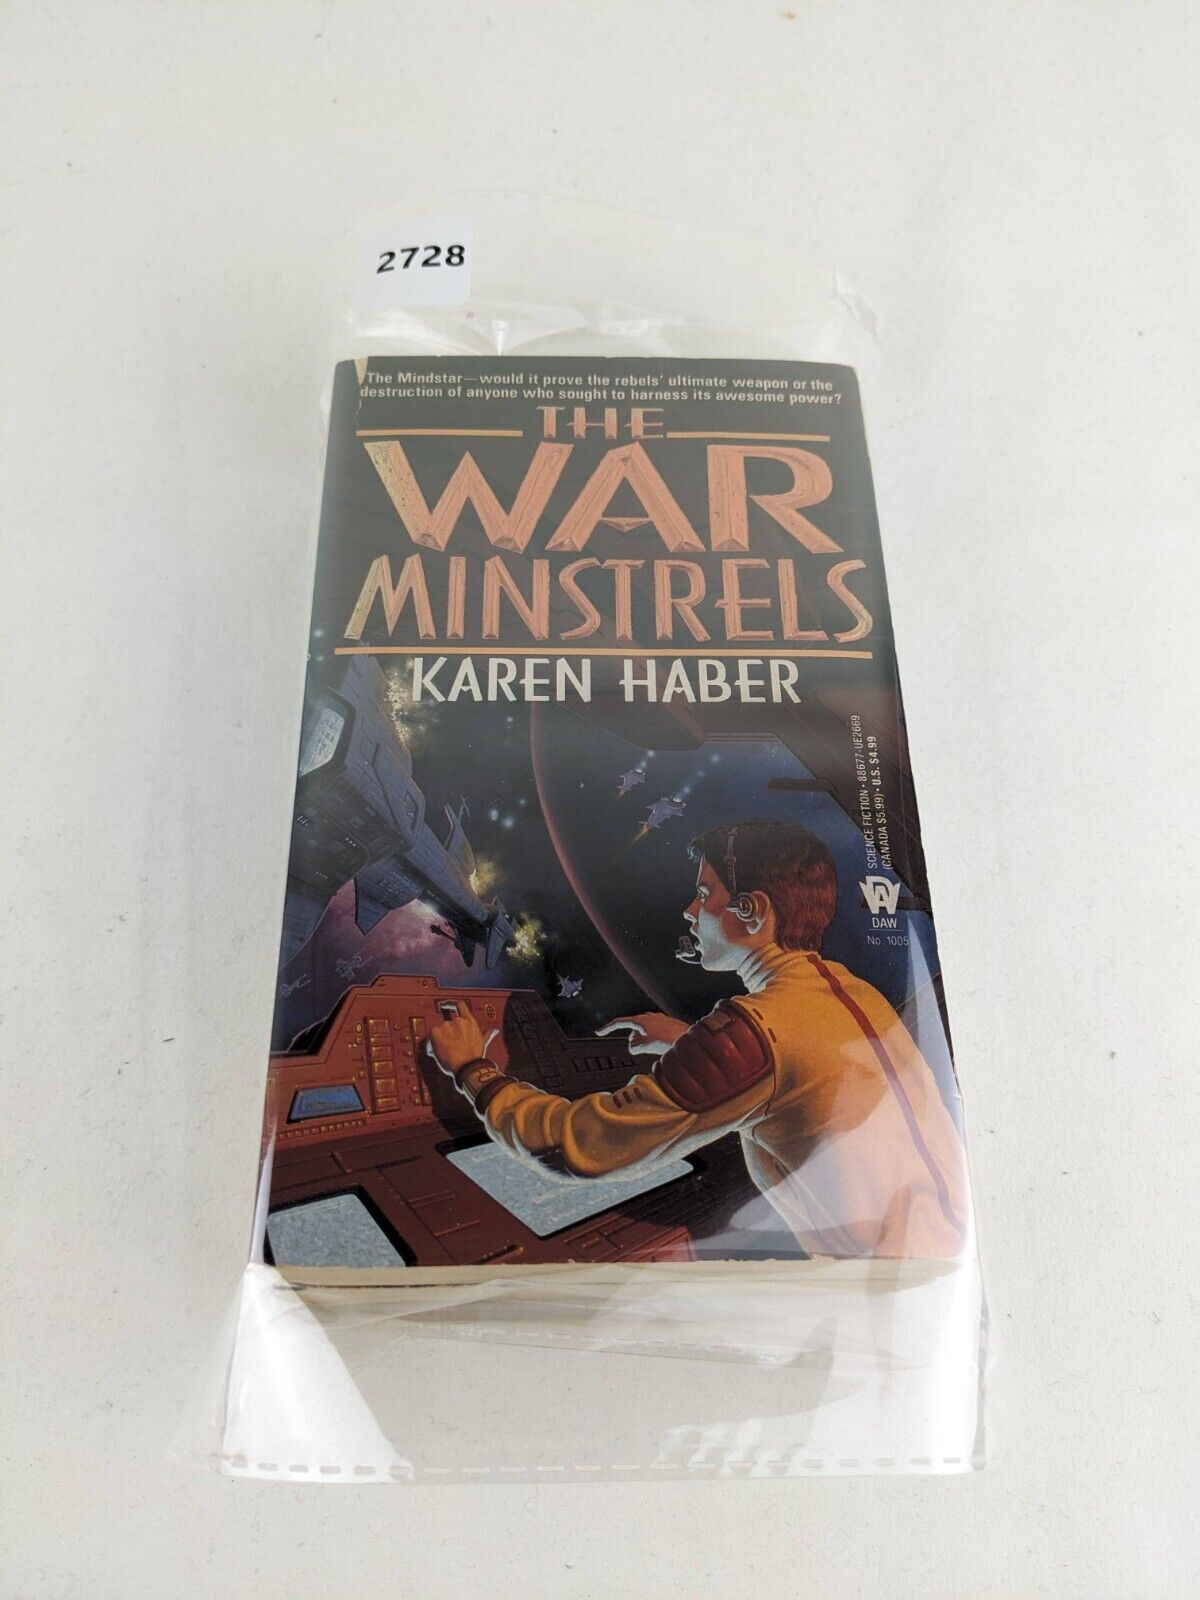 2728
The Mindstar—would it prove the rebels' ultimate weapon or the
destruction of anyone who sought to harness its awesome power?
THE
WAR
MINSTRELS
KAREN HABER
SCIENCE FICTION • 88677-UE2669
(CANADA $5.99) • U.S. $4.99
DAW
No. 1005